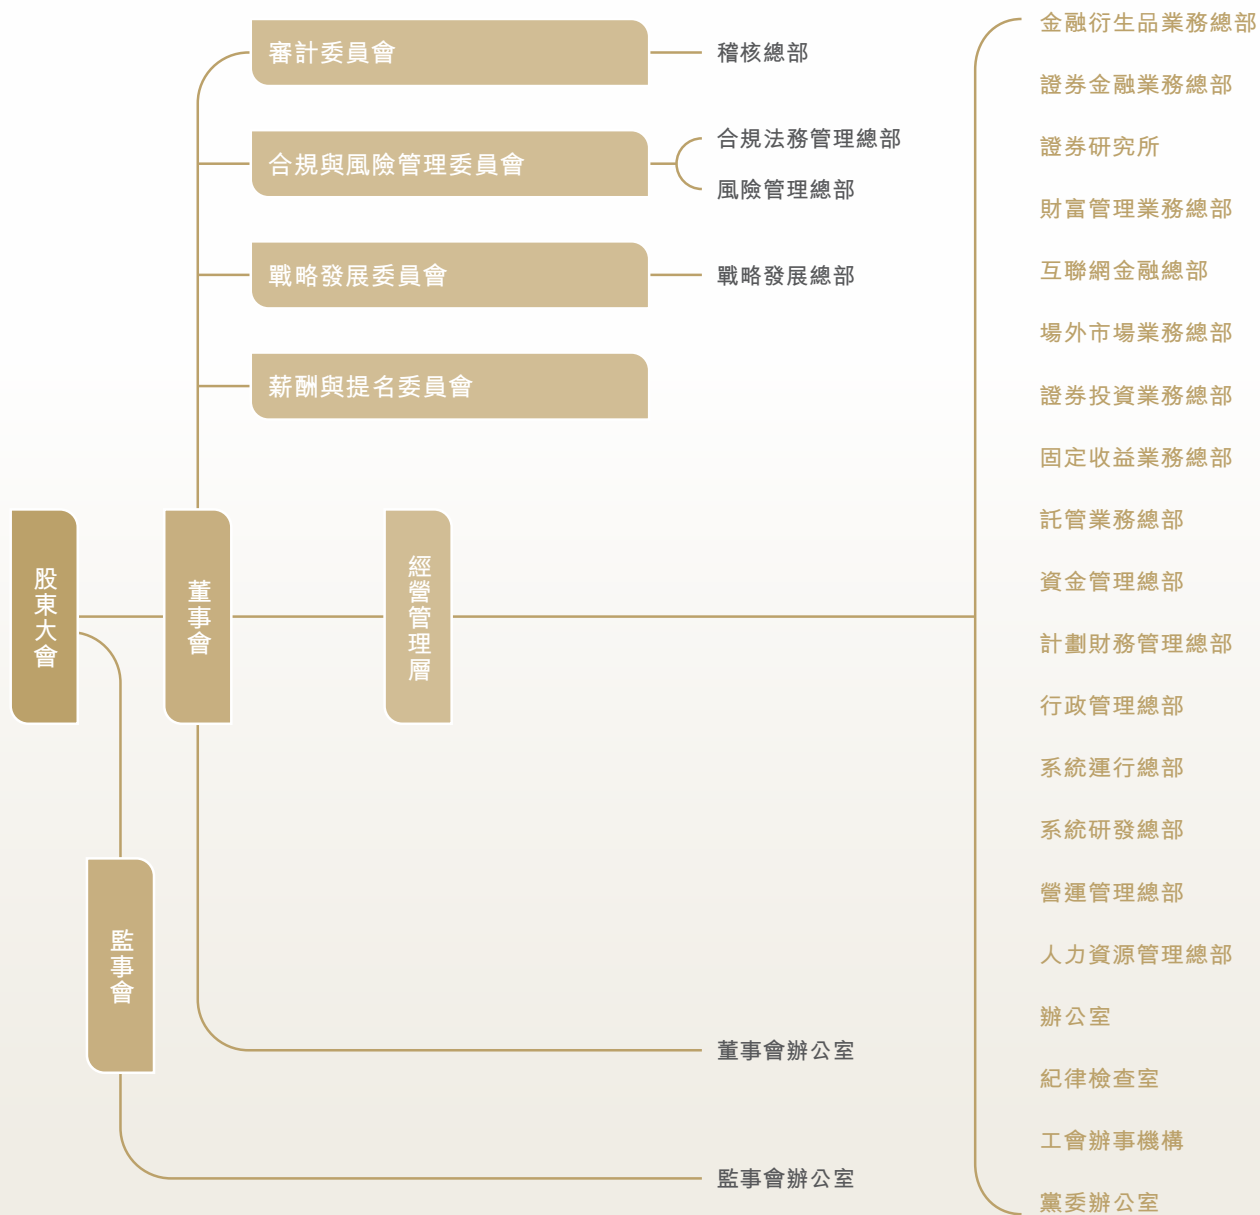 審計委員會
稽核總部
合規與風險管理委員會
合規法務管理總部
風險管理總部
戰略發展委員會
戰略發展總部
薪酬與提名委員會
股東大會
董事會
經營管理層
監事會
董事會辦公室
監事會辦公室
金融衍生品業務總部
證券金融業務總部
證券研究所
財富管理業務總部
互聯網金融總部
場外市場業務總部
證券投資業務總部
固定收益業務總部
託管業務總部
資金管理總部
計劃財務管理總部
行政管理總部
系統運行總部
系統研發總部
營運管理總部
人力資源管理總部
辦公室
紀律檢查室
工會辦事機構
黨委辦公室